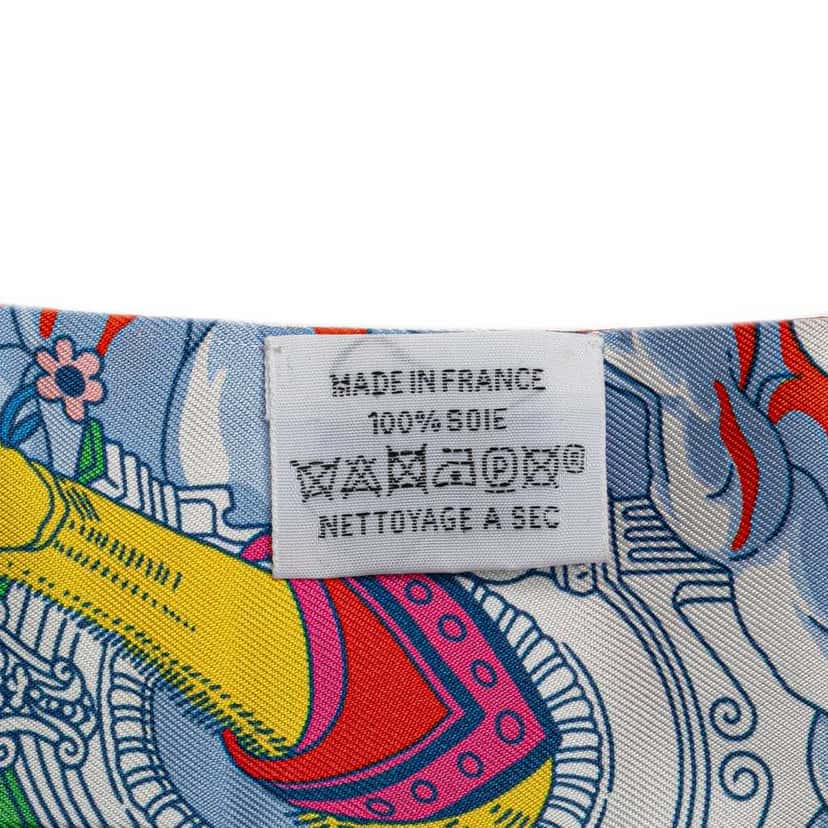 MADE IN FRANCE
100% SOIE
P ®
NETTOYAGE A SEC